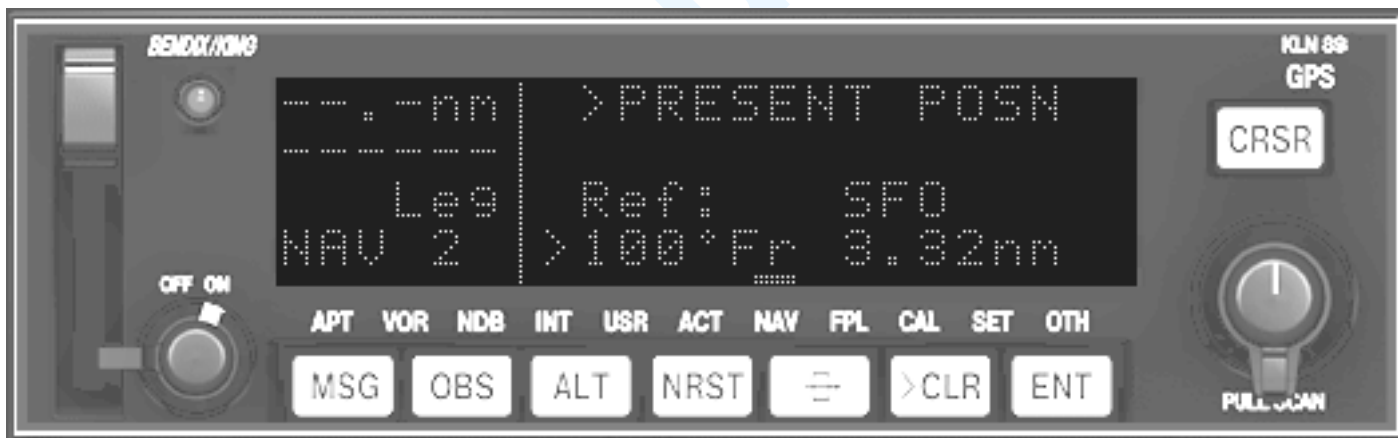 BENDIX/KING
KLN 89
GPS
--.-nm >PRESENT POSN
------
Leg Ref: SFO
NAV 2 >100°Fr 3.32nm
CRSR
OFF ON
APT VOR NDB INT USR ACT NAV FPL CAL SET OTH
MSG OBS ALT NRST >CLR ENT
PULL SCAN